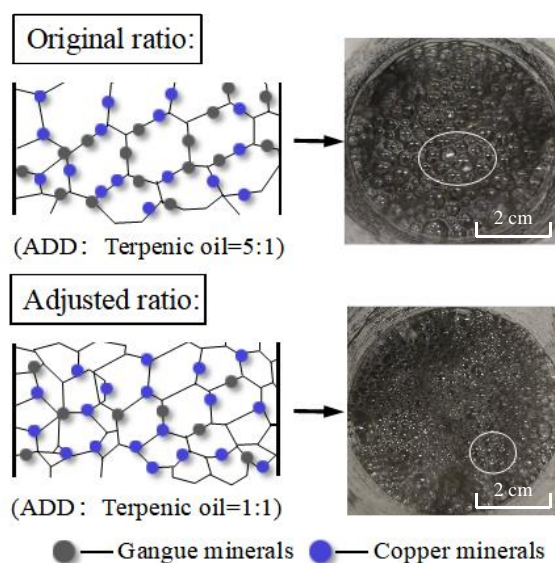 Original ratio:
2 cm
(ADD： Terpenic oil=5:1)
Adjusted ratio:
2 cm
(ADD： Terpenic oil=1:1)
Gangue minerals
Copper minerals